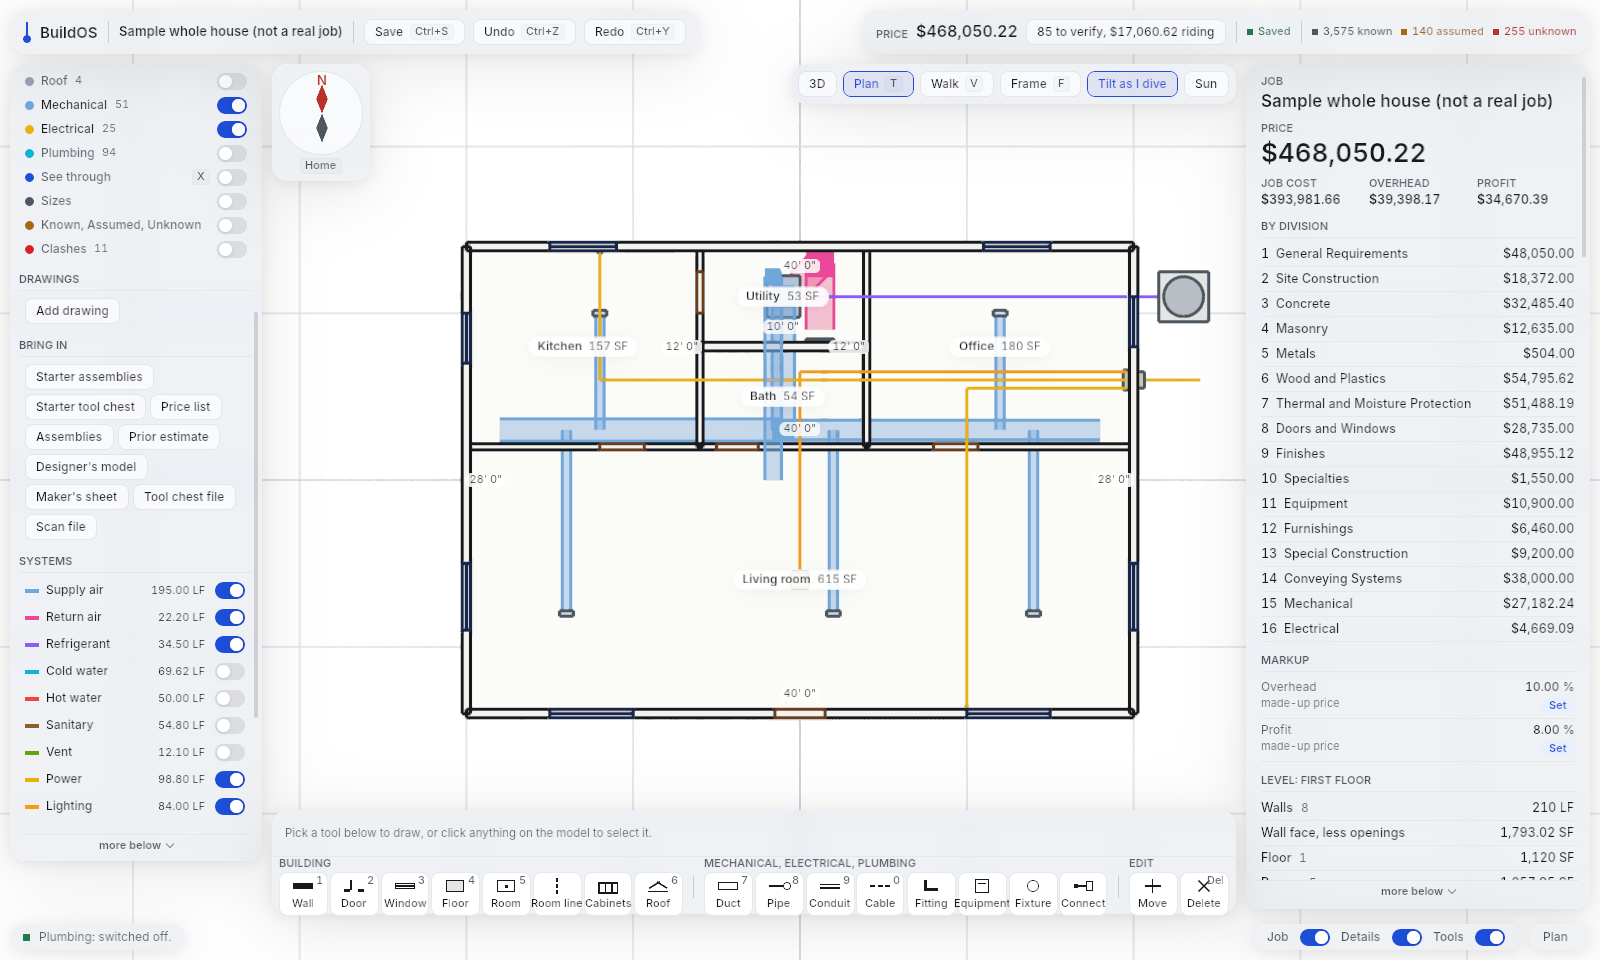 BuildOS
Sample whole house (not a real job)
Save Ctrl+S
Undo Ctrl+Z
Redo Ctrl+Y
PRICE $468,050.22
85 to verify, $17,060.62 riding
Saved
3,575 known
140 assumed
255 unknown
Roof 4
Mechanical 51
Electrical 25
Plumbing 94
See through X
Sizes
Known, Assumed, Unknown
Clashes 11
DRAWINGS
Add drawing
BRING IN
Starter assemblies
Starter tool chest Price list
Assemblies Prior estimate
Designer's model
Maker's sheet Tool chest file
Scan file
SYSTEMS
Supply air 195.00 LF
Return air 22.20 LF
Refrigerant 34.50 LF
Cold water 69.62 LF
Hot water 50.00 LF
Sanitary 54.80 LF
Vent 12.10 LF
Power 98.80 LF
Lighting 84.00 LF
more below
Plumbing: switched off.
N
Home
3D
Plan T
Walk V
Frame F
Tilt as I dive
Sun
40' 0"
Utility 53 SF
10' 0"
Kitchen 157 SF
12' 0"
12' 0"
Office 180 SF
Bath 54 SF
40' 0"
28' 0"
28' 0"
Living room 615 SF
40' 0"
Pick a tool below to draw, or click anything on the model to select it.
BUILDING
1 Wall
2 Door
3 Window
4 Floor
5 Room
Room line
Cabinets
6 Roof
MECHANICAL, ELECTRICAL, PLUMBING
7 Duct
8 Pipe
9 Conduit
0 Cable
Fitting
Equipment
Fixture
Connect
EDIT
Move
Del Delete
JOB
Sample whole house (not a real job)
PRICE
$468,050.22
JOB COST OVERHEAD PROFIT
$393,981.66 $39,398.17 $34,670.39
BY DIVISION
1 General Requirements $48,050.00
2 Site Construction $18,372.00
3 Concrete $32,485.40
4 Masonry $12,635.00
5 Metals $504.00
6 Wood and Plastics $54,795.62
7 Thermal and Moisture Protection $51,488.19
8 Doors and Windows $28,735.00
9 Finishes $48,955.12
10 Specialties $1,550.00
11 Equipment $10,900.00
12 Furnishings $6,460.00
13 Special Construction $9,200.00
14 Conveying Systems $38,000.00
15 Mechanical $27,182.24
16 Electrical $4,669.09
MARKUP
Overhead 10.00 %
made-up price Set
Profit 8.00 %
made-up price Set
LEVEL: FIRST FLOOR
Walls 8 210 LF
Wall face, less openings 1,793.02 SF
Floor 1 1,120 SF
more below
Job
Details
Tools
Plan